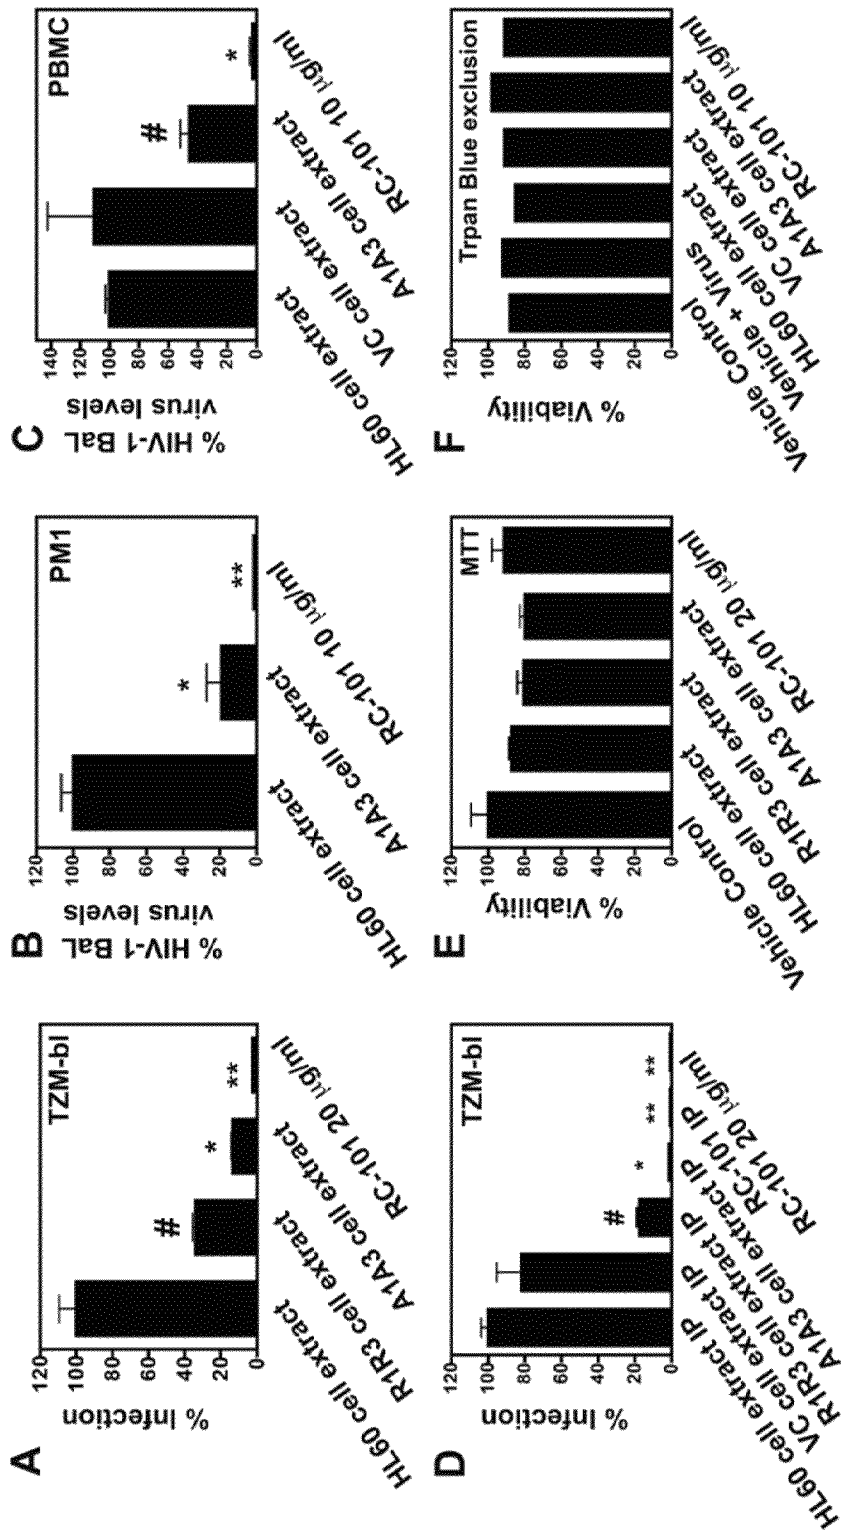 A
TZM-bl
% Infection
120
100
80
60
40
20
0
#
*
**
HL60 cell extract
R1R3 cell extract
A1A3 cell extract
RC-101 20 µg/ml
B
PM1
% HIV-1 BaL
virus levels
120
100
80
60
40
20
0
*
**
HL60 cell extract
A1A3 cell extract
RC-101 10 µg/ml
C
PBMC
% HIV-1 BaL
virus levels
140
120
100
80
60
40
20
0
#
*
HL60 cell extract
VC cell extract
A1A3 cell extract
RC-101 10 µg/ml
D
TZM-bl
% Infection
120
100
80
60
40
20
0
#
*
**
**
HL60 cell extract IP
VC cell extract IP
R1R3 cell extract IP
A1A3 cell extract IP
RC-101 IP
RC-101 20 µg/ml
E
MTT
% Viability
120
100
80
60
40
20
0
Vehicle Control
HL60 cell extract
R1R3 cell extract
A1A3 cell extract
RC-101 20 µg/ml
F
Trpan Blue exclusion
% Viability
120
100
80
60
40
20
0
Vehicle Control
Vehicle + Virus
HL60 cell extract
VC cell extract
A1A3 cell extract
RC-101 10 µg/ml